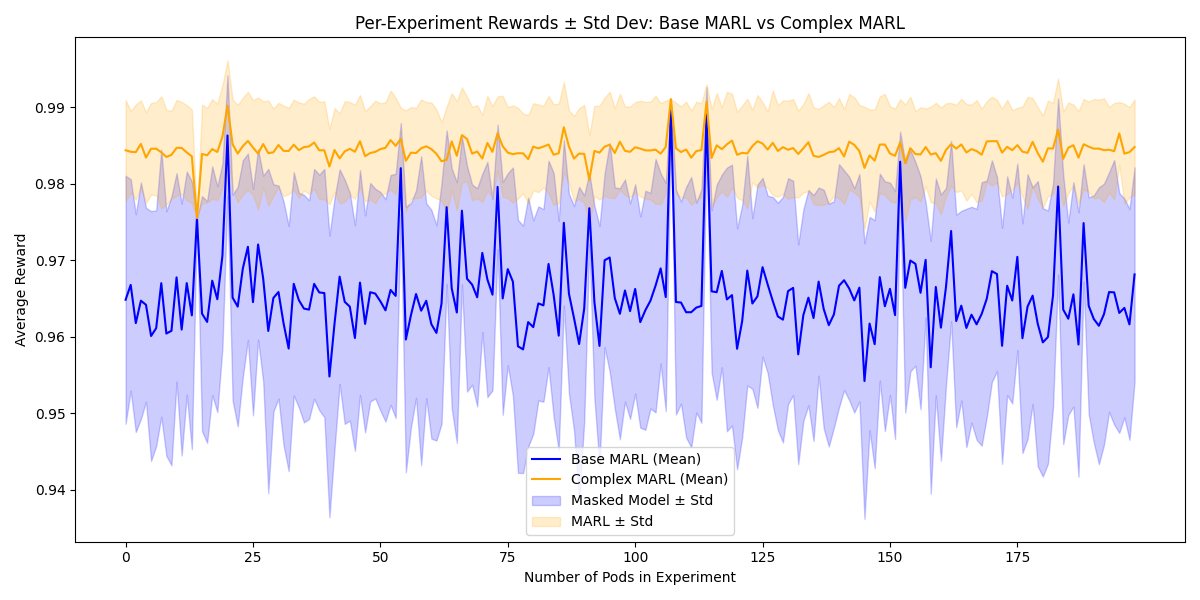 Per-Experiment Rewards ± Std Dev: Base MARL vs Complex MARL
Average Reward
0.99
0.98
0.97
0.96
0.95
0.94
Base MARL (Mean)
Complex MARL (Mean)
Masked Model ± Std
MARL ± Std
0 25 50 75 100 125 150 175
Number of Pods in Experiment